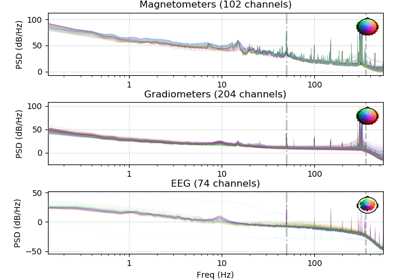 Magnetometers (102 channels)
PSD (dB/Hz)
100
50
0
1
10
100
Gradiometers (204 channels)
PSD (dB/Hz)
100
50
0
1
10
100
EEG (74 channels)
PSD (dB/Hz)
50
0
−50
1
10
100
Freq (Hz)